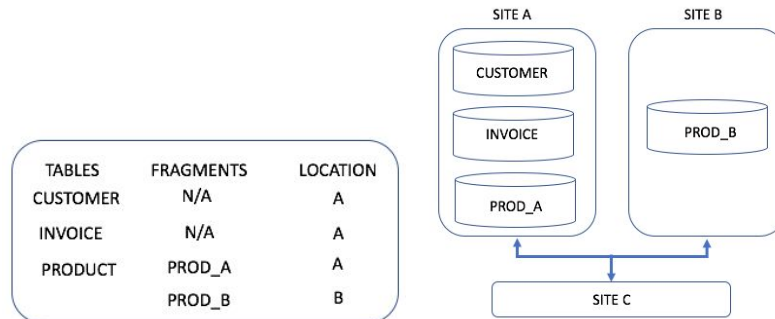 TABLES FRAGMENTS LOCATION
CUSTOMER N/A A
INVOICE N/A A
PRODUCT PROD_A A
PROD_B B
SITE A SITE B
CUSTOMER
INVOICE
PROD_A
PROD_B
SITE C